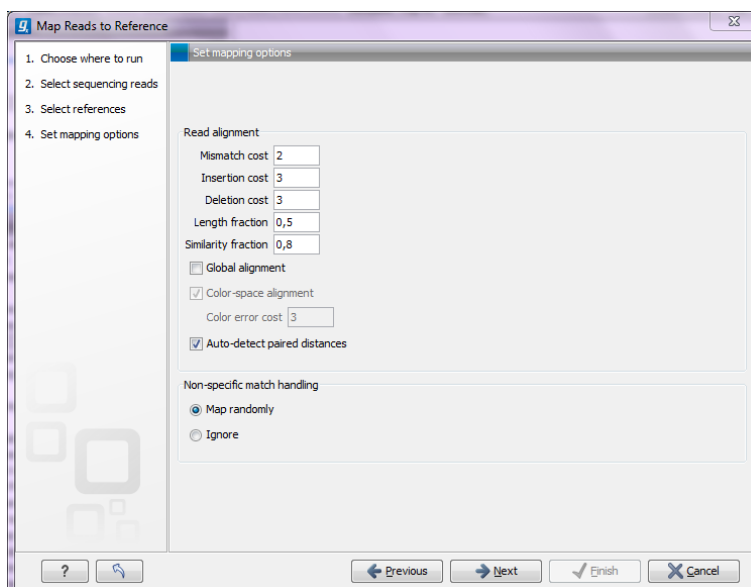 Map Reads to Reference
1. Choose where to run
2. Select sequencing reads
3. Select references
4. Set mapping options
Set mapping options
Read alignment
Mismatch cost 2
Insertion cost 3
Deletion cost 3
Length fraction 0,5
Similarity fraction 0,8
Global alignment
Color-space alignment
Color error cost 3
Auto-detect paired distances
Non-specific match handling
Map randomly
Ignore
? Previous Next Finish Cancel